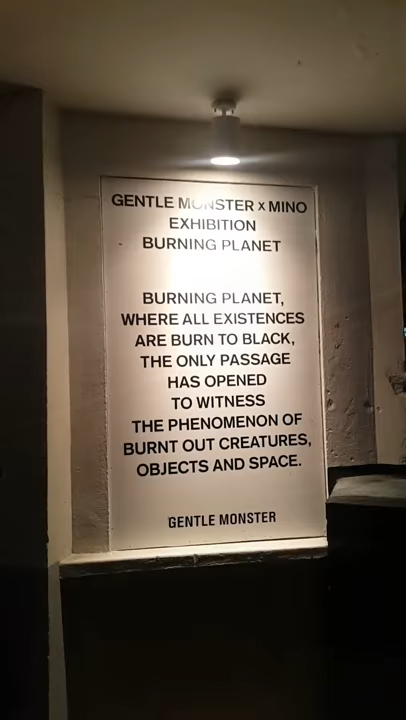 GENTLE MONSTER x MINO
EXHIBITION
BURNING PLANET
BURNING PLANET,
WHERE ALL EXISTENCES
ARE BURN TO BLACK,
THE ONLY PASSAGE
HAS OPENED
TO WITNESS
THE PHENOMENON OF
BURNT OUT CREATURES,
OBJECTS AND SPACE.
GENTLE MONSTER